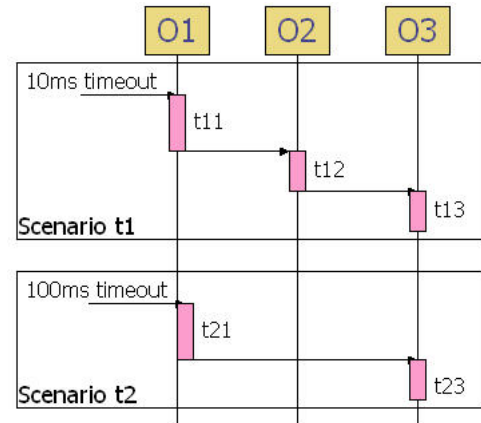 O1 O2 O3
10ms timeout
t11
t12
t13
Scenario t1
100ms timeout
t21
t23
Scenario t2